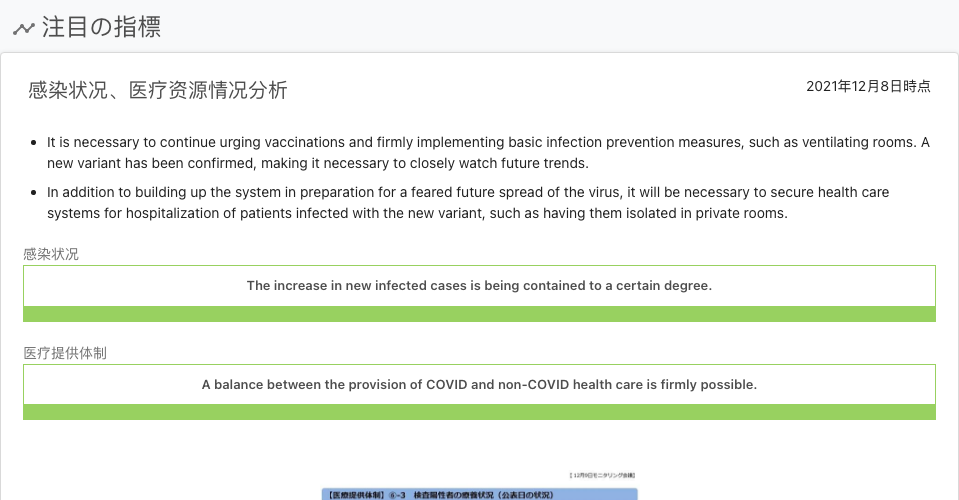 注目の指標
感染状况、医疗资源情况分析
2021年12月8日時点
It is necessary to continue urging vaccinations and firmly implementing basic infection prevention measures, such as ventilating rooms. A
new variant has been confirmed, making it necessary to closely watch future trends.
In addition to building up the system in preparation for a feared future spread of the virus, it will be necessary to secure health care
systems for hospitalization of patients infected with the new variant, such as having them isolated in private rooms.
感染状况
The increase in new infected cases is being contained to a certain degree.
医疗提供体制
A balance between the provision of COVID and non-COVID health care is firmly possible.
【12月9日モニタリング会議】
【医療提供体制】⑥-3 検査陽性者の療養状況（公表日の状況）